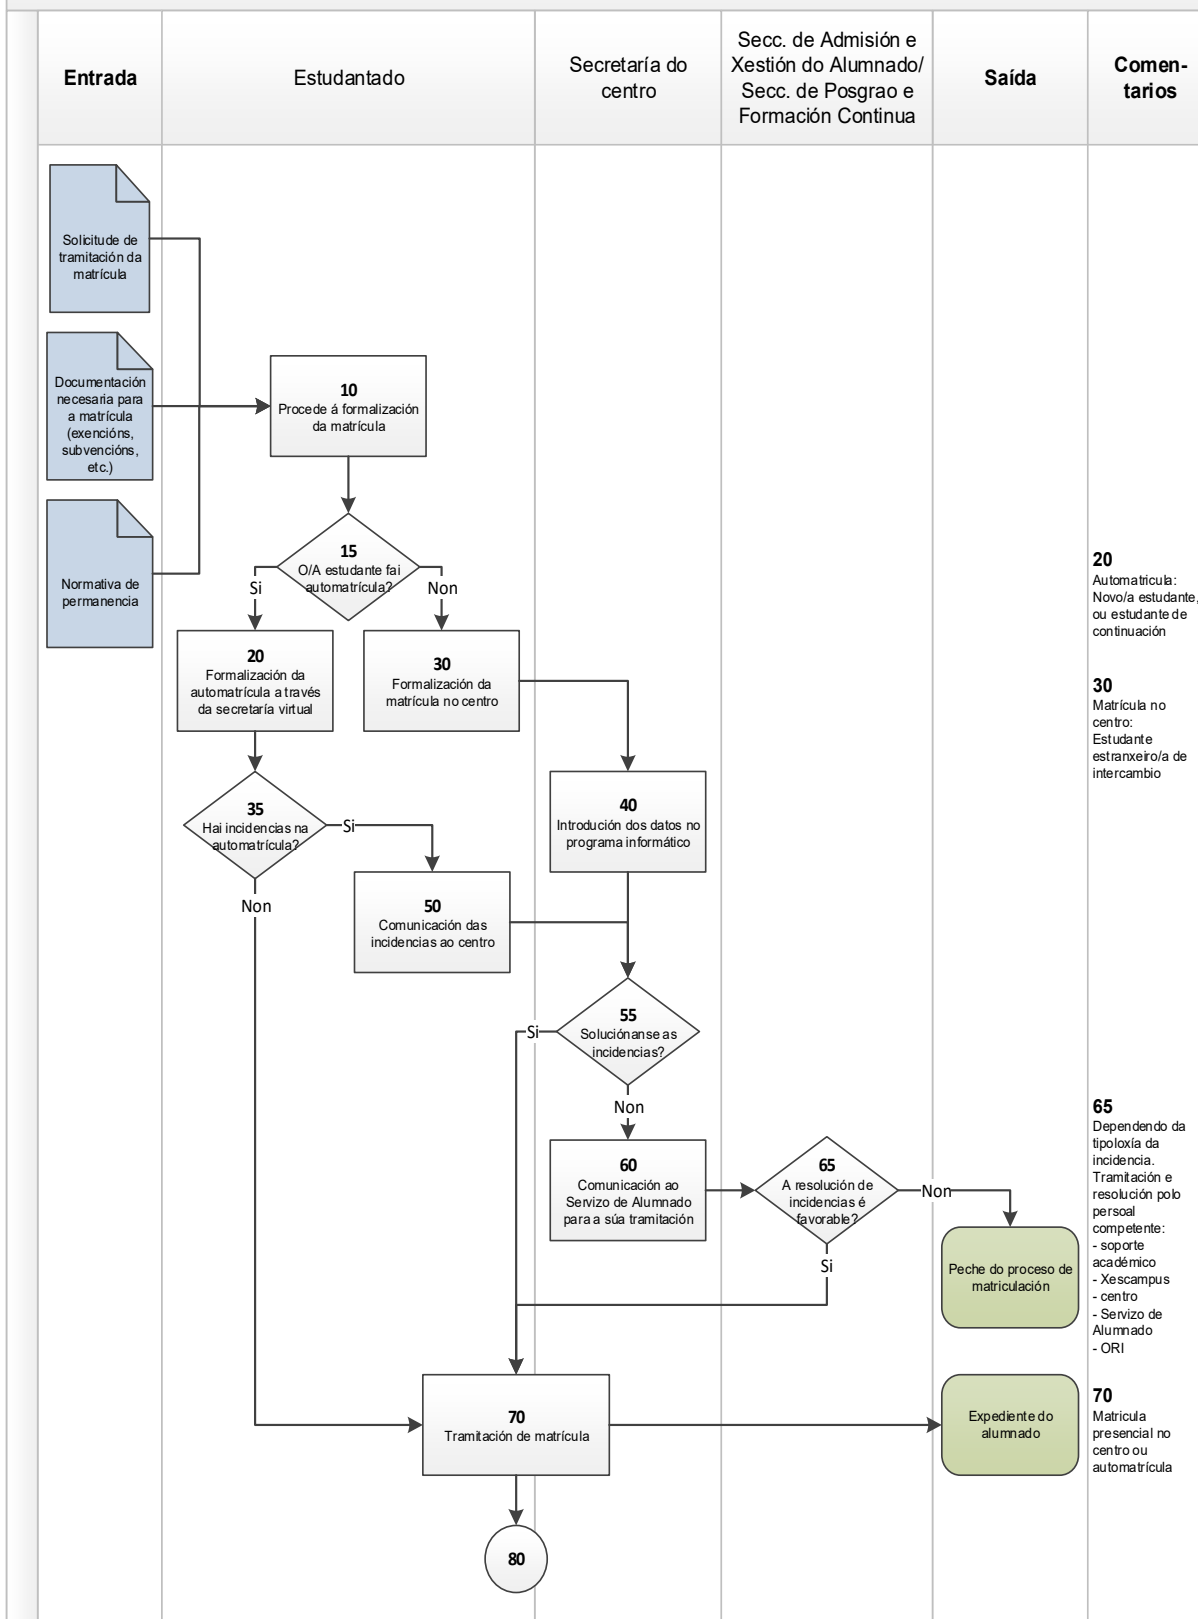 Entrada
Estudantado
Secretaría do
centro
Secc. de Admisión e
Xestión do Alumnado/
Secc. de Posgrao e
Formación Continua
Saída
Comen-
tarios
Solicitude de
tramitación da
matrícula
Documentación
necesaria para
a matrícula
(exencións,
subvencións,
etc.)
Normativa de
permanencia
10
Procede á formalización
da matrícula
15
O/A estudante fai
automatrícula?
Si
Non
20
Formalización da
automatrícula a través
da secretaría virtual
30
Formalización da
matrícula no centro
35
Hai incidencias na
automatrícula?
Si
Non
40
Introdución dos datos no
programa informático
50
Comunicación das
incidencias ao centro
55
Soluciónanse as
incidencias?
Si
Non
60
Comunicación ao
Servizo de Alumnado
para a súa tramitación
65
A resolución de
incidencias é
favorable?
Non
Si
Peche do proceso de
matriculación
70
Tramitación de matrícula
Expediente do
alumnado
80
20
Automatricula:
Novo/a estudante,
ou estudante de
continuación
30
Matrícula no
centro:
Estudante
estranxeiro/a de
intercambio
65
Dependendo da
tipoloxía da
incidencia.
Tramitación e
resolución polo
persoal
competente:
- soporte
académico
- Xescampus
- centro
- Servizo de
Alumnado
- ORI
70
Matricula
presencial no
centro ou
automatrícula